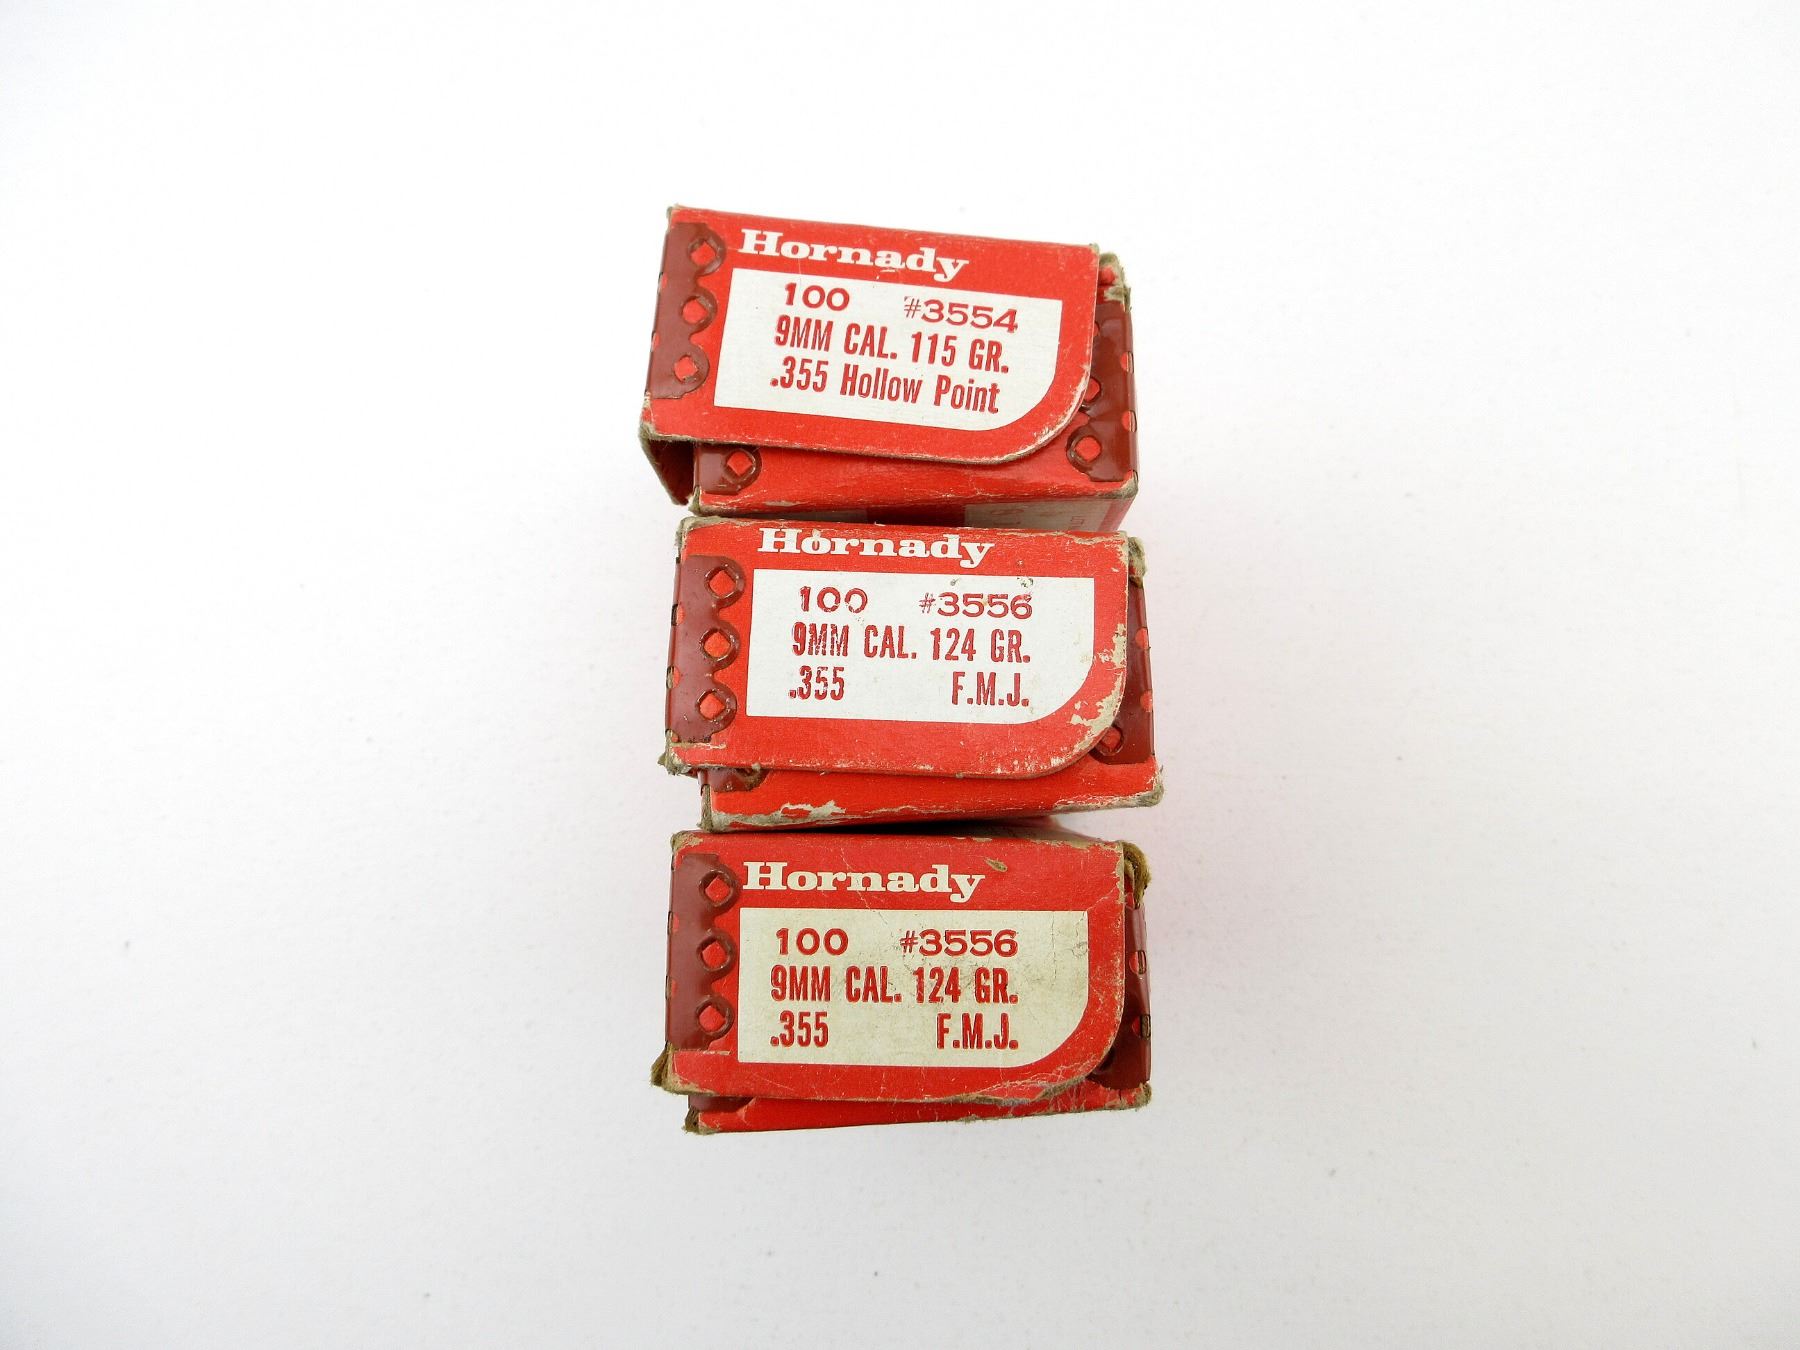 Hornady
100 #3554
9MM CAL. 115 GR.
.355 Hollow Point
Hornady
100 #3556
9MM CAL. 124 GR.
.355 F.M.J.
Hornady
100 #3556
9MM CAL. 124 GR.
.355 F.M.J.